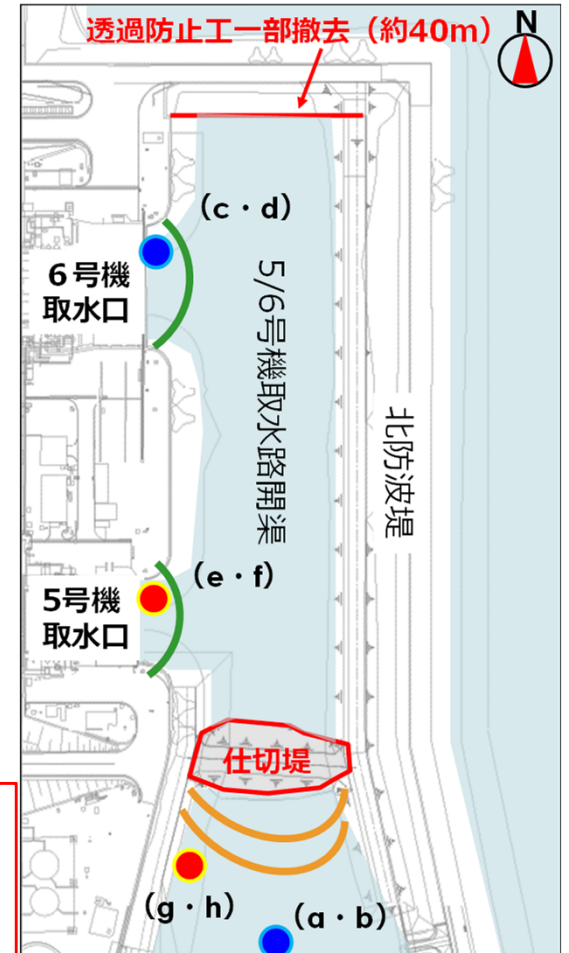 透過防止工一部撤去（約40m）
N
（c・d）
６号機
取水口
5/6号機取水路開渠
北防波堤
（e・f）
5号機
取水口
仕切堤
（g・h）
（a・b）